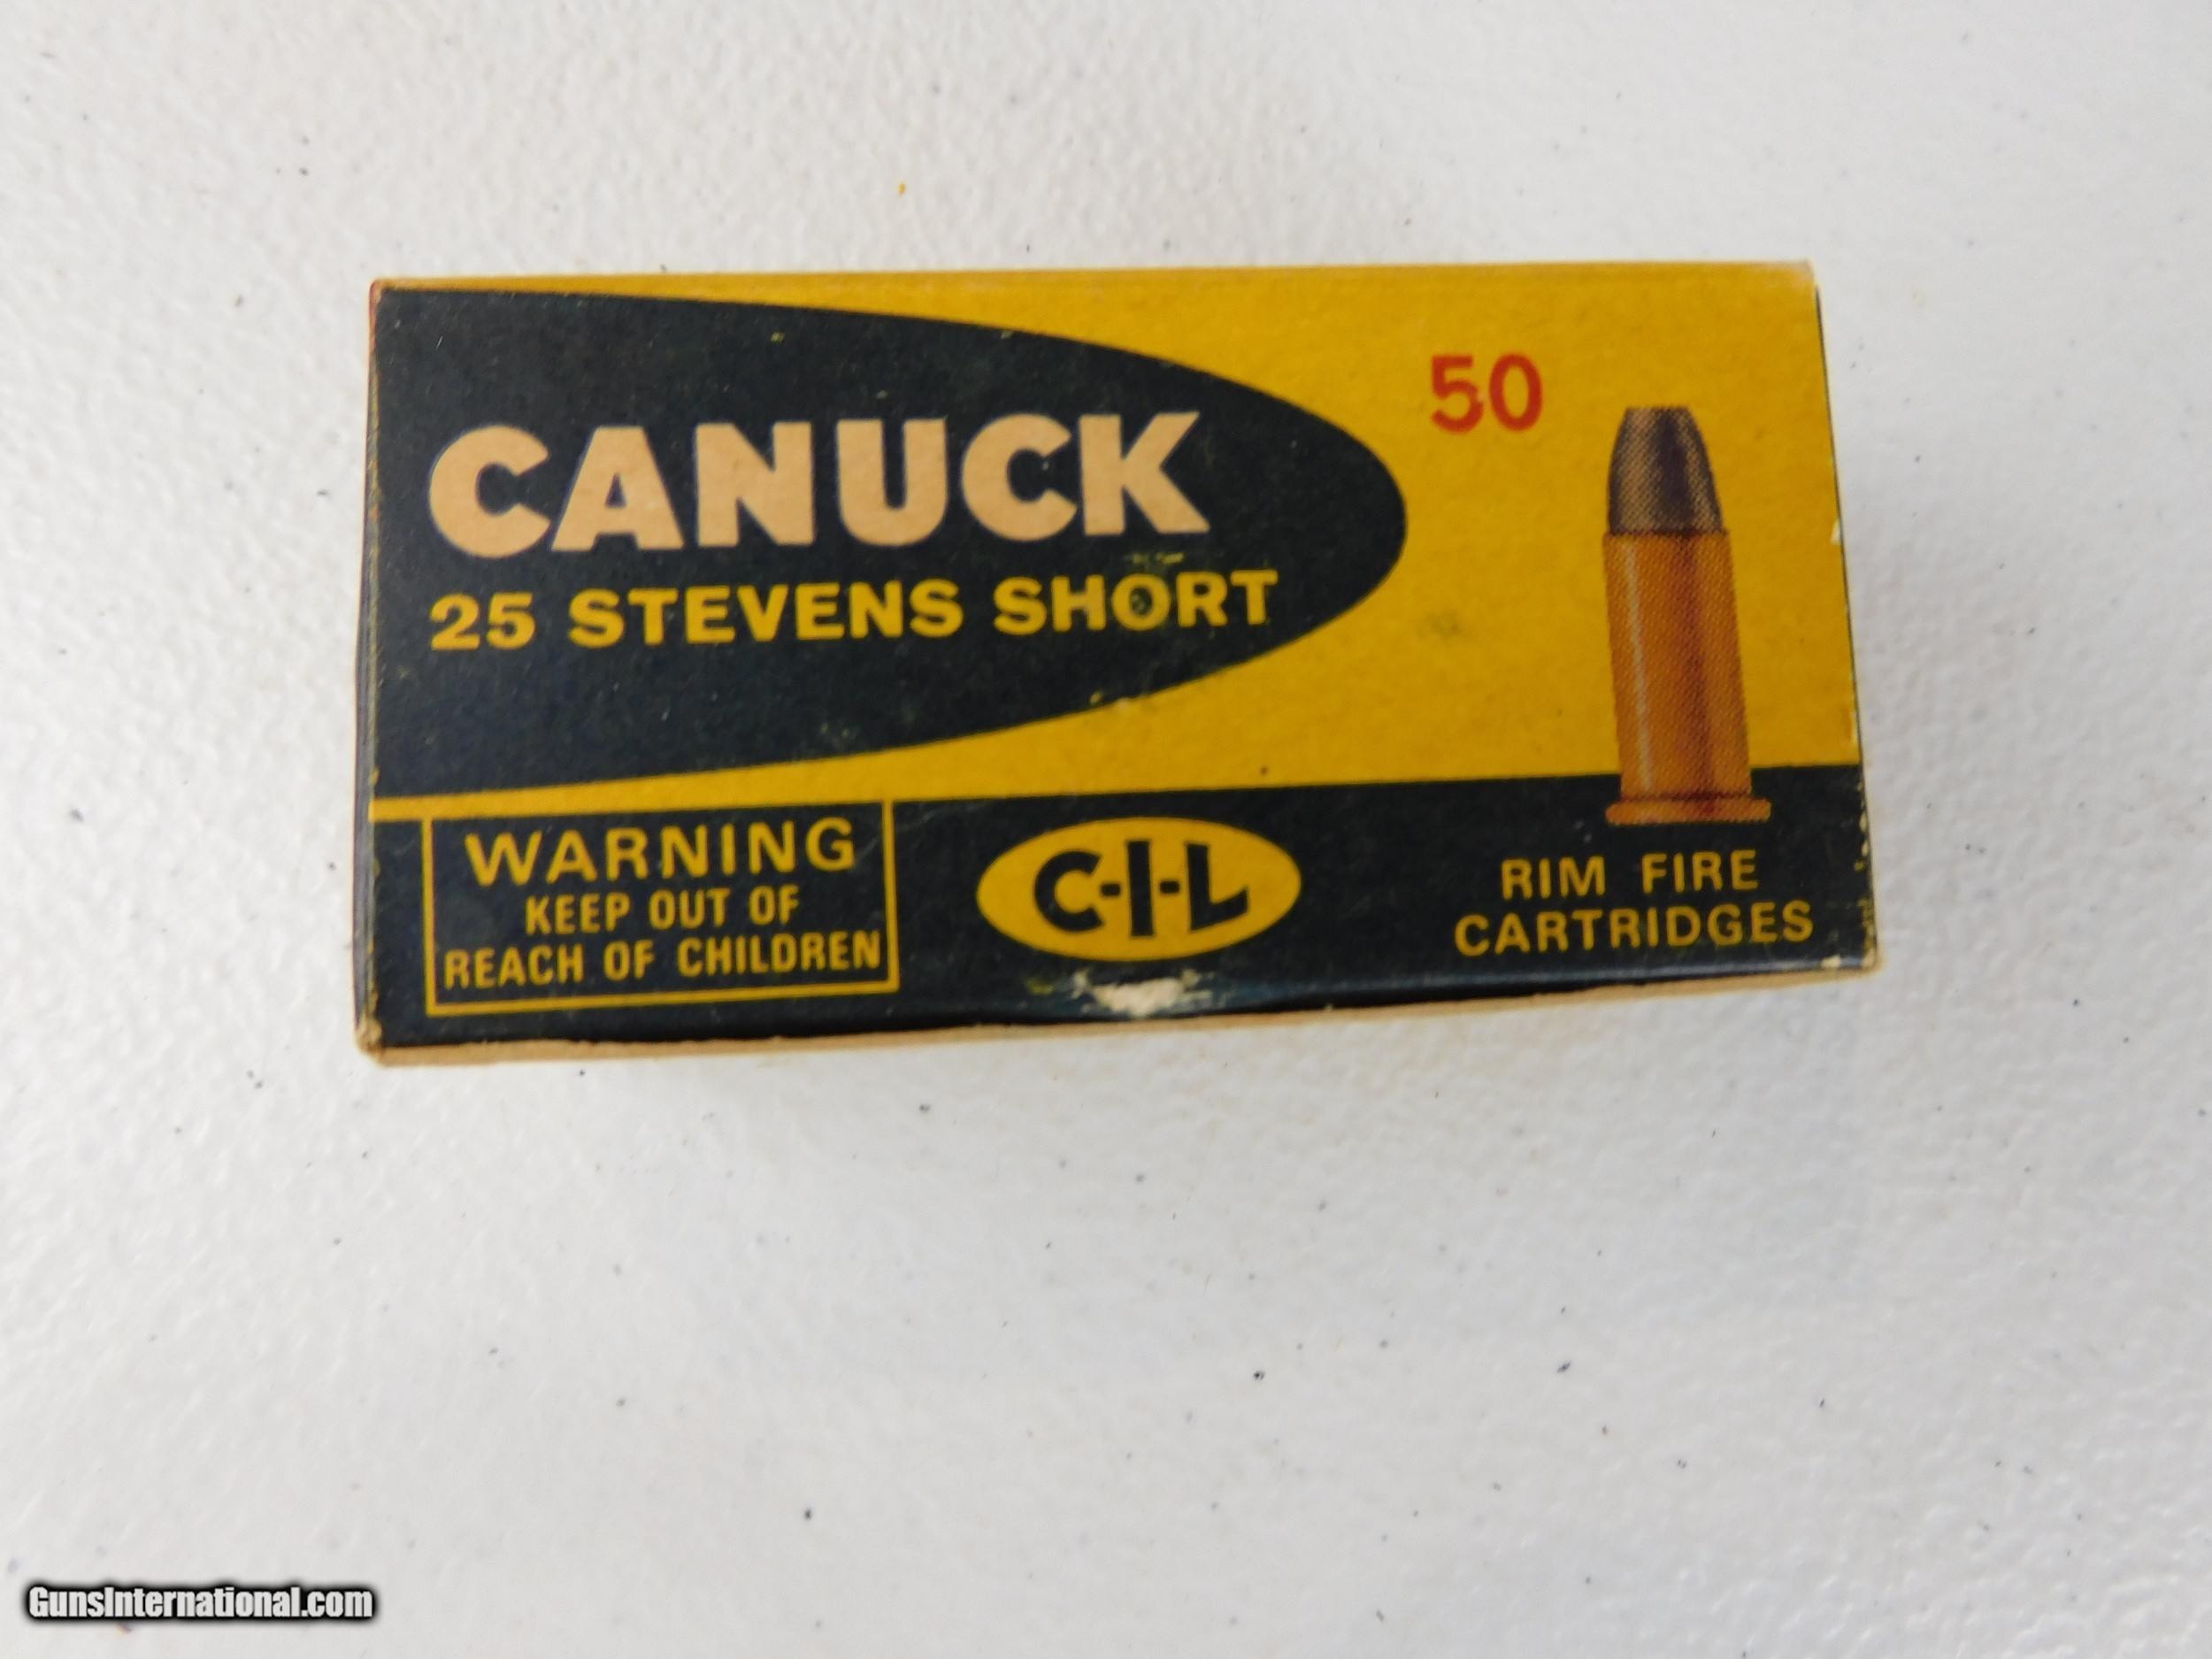 CANUCK
25 STEVENS SHORT
50
WARNING
KEEP OUT OF
REACH OF CHILDREN
C-I-L
RIM FIRE
CARTRIDGES
GunsInternational.com